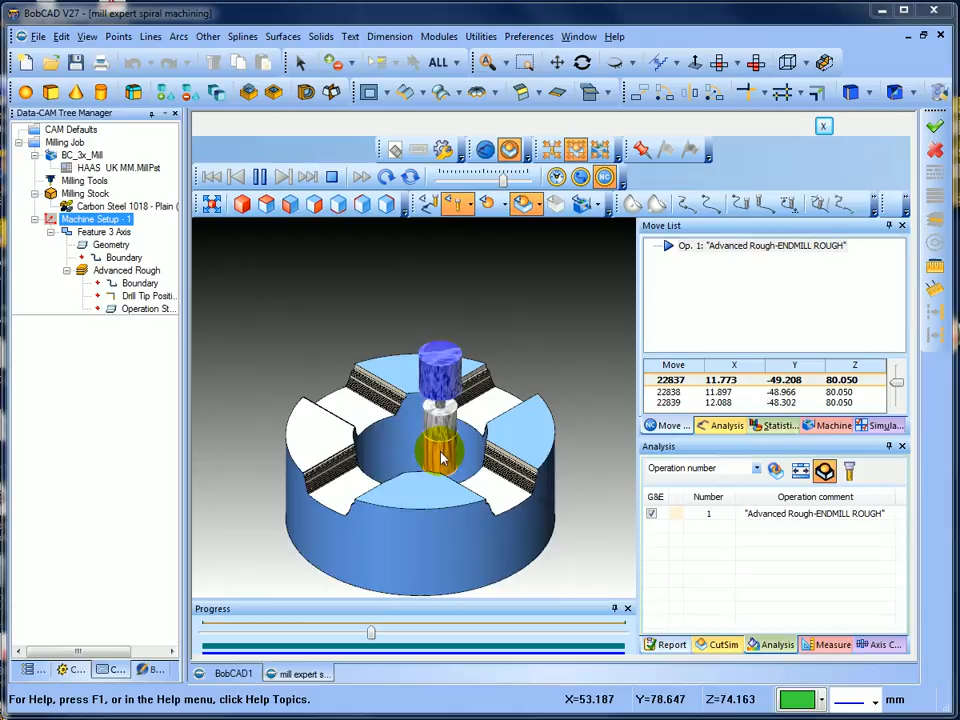 BobCAD V27 - [mill expert spiral machining]
File Edit View Points Lines Arcs Other Splines Surfaces Solids Text Dimension Modules Utilities Preferences Window Help
ALL
Data-CAM Tree Manager
CAM Defaults
Milling Job
BC_3x_Mill
HAAS UK MM.MillPst
Milling Tools
Milling Stock
Carbon Steel 1018 - Plain (
Machine Setup - 1
Feature 3 Axis
Geometry
Boundary
Advanced Rough
Boundary
Drill Tip Positi...
Operation St...
... C... C... B...
X
NC
Move List
Op. 1: "Advanced Rough-ENDMILL ROUGH"
Move X Y Z
22837 11.773 -49.208 80.050
22838 11.897 -48.966 80.050
22839 12.088 -48.302 80.050
Move ... Analysis Statisti... Machine Simula...
Analysis
Operation number
G&E Number Operation comment
1 "Advanced Rough-ENDMILL ROUGH"
Report CutSim Analysis Measure Axis C...
Progress
BobCAD1 mill expert s...
For Help, press F1, or in the Help menu, click Help Topics.
X=53.187 Y=78.647 Z=74.163 mm